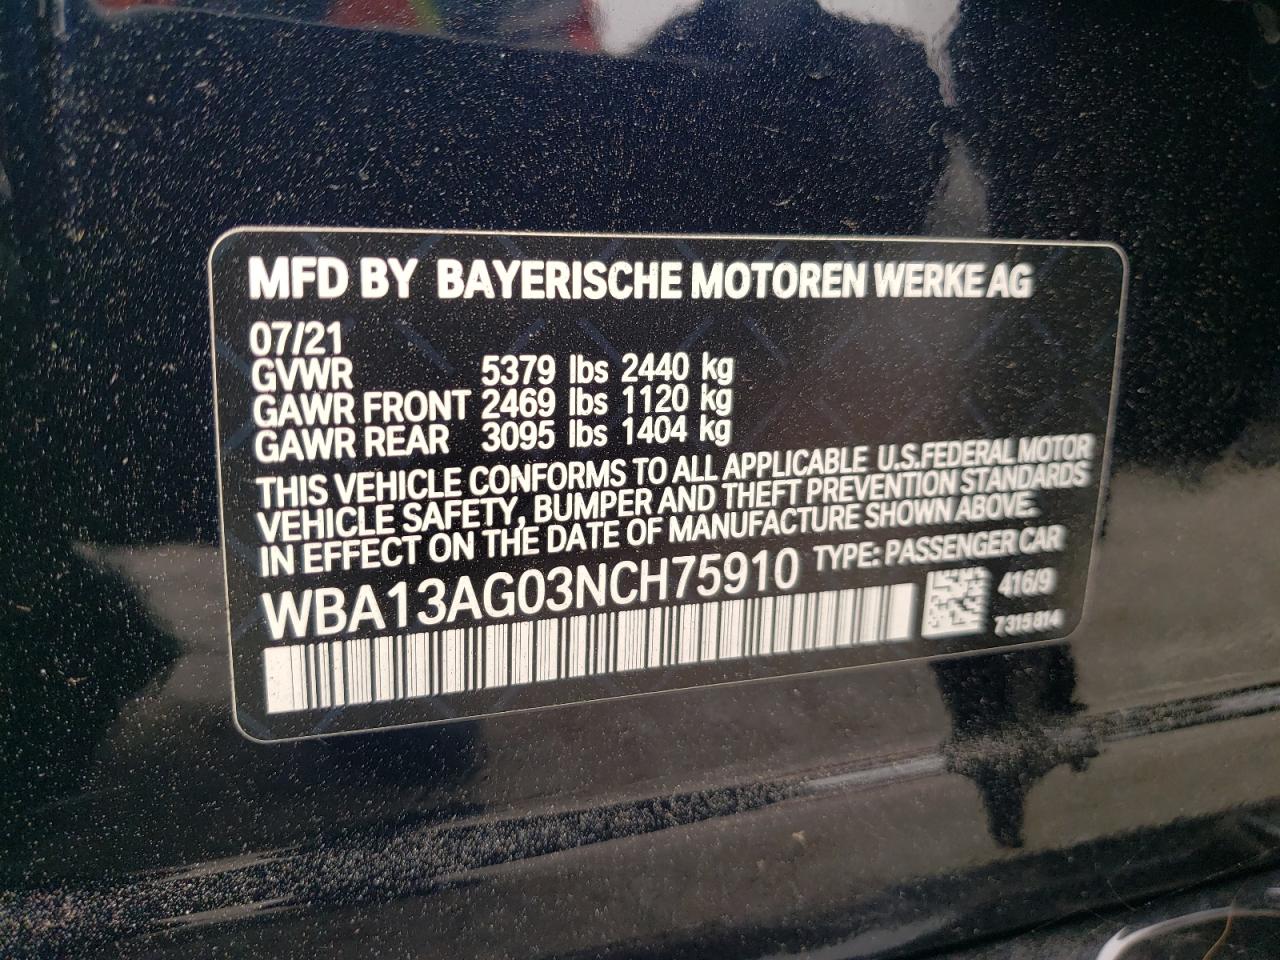 MFD BY BAYERISCHE MOTOREN WERKE AG
07/21
GVWR 5379 lbs 2440 kg
GAWR FRONT 2469 lbs 1120 kg
GAWR REAR 3095 lbs 1404 kg
THIS VEHICLE CONFORMS TO ALL APPLICABLE U.S.FEDERAL MOTOR
VEHICLE SAFETY, BUMPER AND THEFT PREVENTION STANDARDS
IN EFFECT ON THE DATE OF MANUFACTURE SHOWN ABOVE.
WBA13AG03NCH75910 TYPE: PASSENGER CAR
416/9
7315814